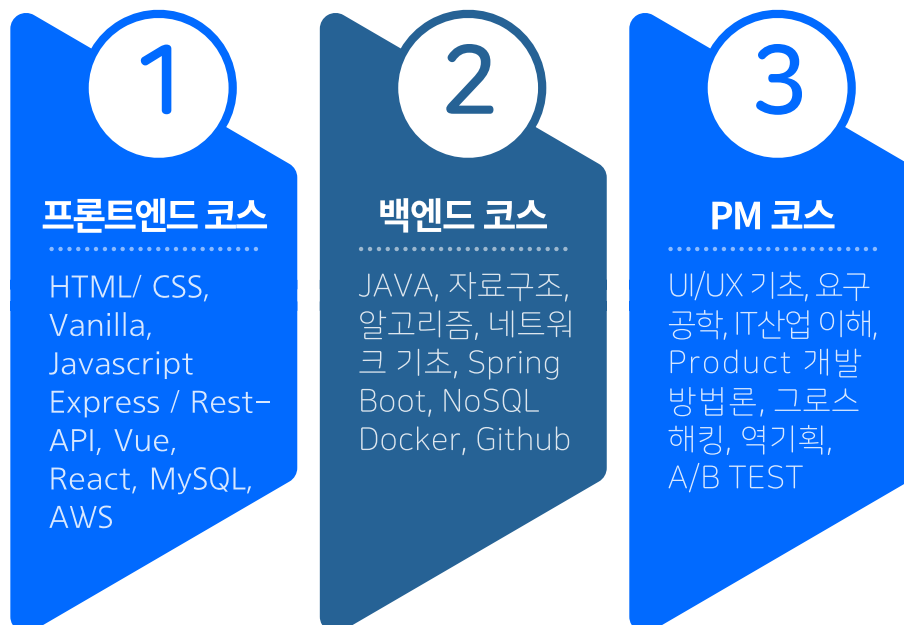 1
프론트엔드 코스
HTML/ CSS,
Vanilla,
Javascript
Express / Rest-
API, Vue,
React, MySQL,
AWS
2
백엔드 코스
JAVA, 자료구조,
알고리즘, 네트워
크 기초, Spring
Boot, NoSQL
Docker, Github
3
PM 코스
UI/UX 기초, 요구
공학, IT산업 이해,
Product 개발
방법론, 그로스
해킹, 역기획,
A/B TEST